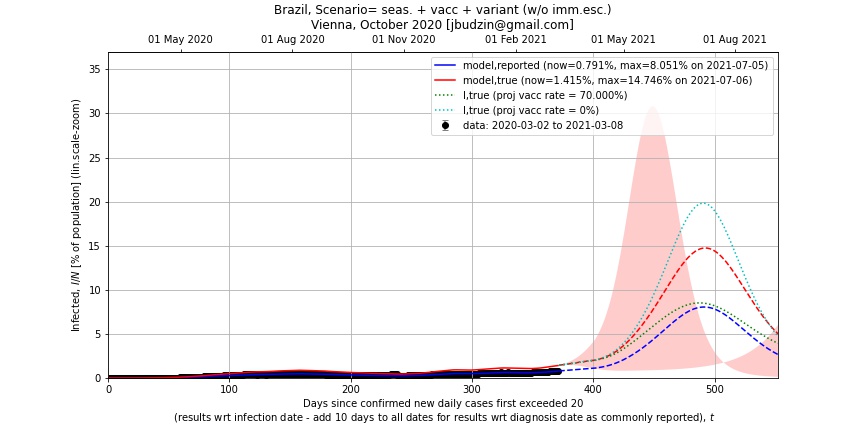 Brazil, Scenario= seas. + vacc + variant (w/o imm.esc.)
Vienna, October 2020 [jbudzin@gmail.com]
01 May 2020 01 Aug 2020 01 Nov 2020 01 Feb 2021 01 May 2021 01 Aug 2021
model,reported (now=0.791%, max=8.051% on 2021-07-05)
model,true (now=1.415%, max=14.746% on 2021-07-06)
I,true (proj vacc rate = 70.000%)
I,true (proj vacc rate = 0%)
data: 2020-03-02 to 2021-03-08
Infected, I/N [% of population] (lin.scale-zoom)
35
30
25
20
15
10
5
0
0 100 200 300 400 500
Days since confirmed new daily cases first exceeded 20
(results wrt infection date - add 10 days to all dates for results wrt diagnosis date as commonly reported), t